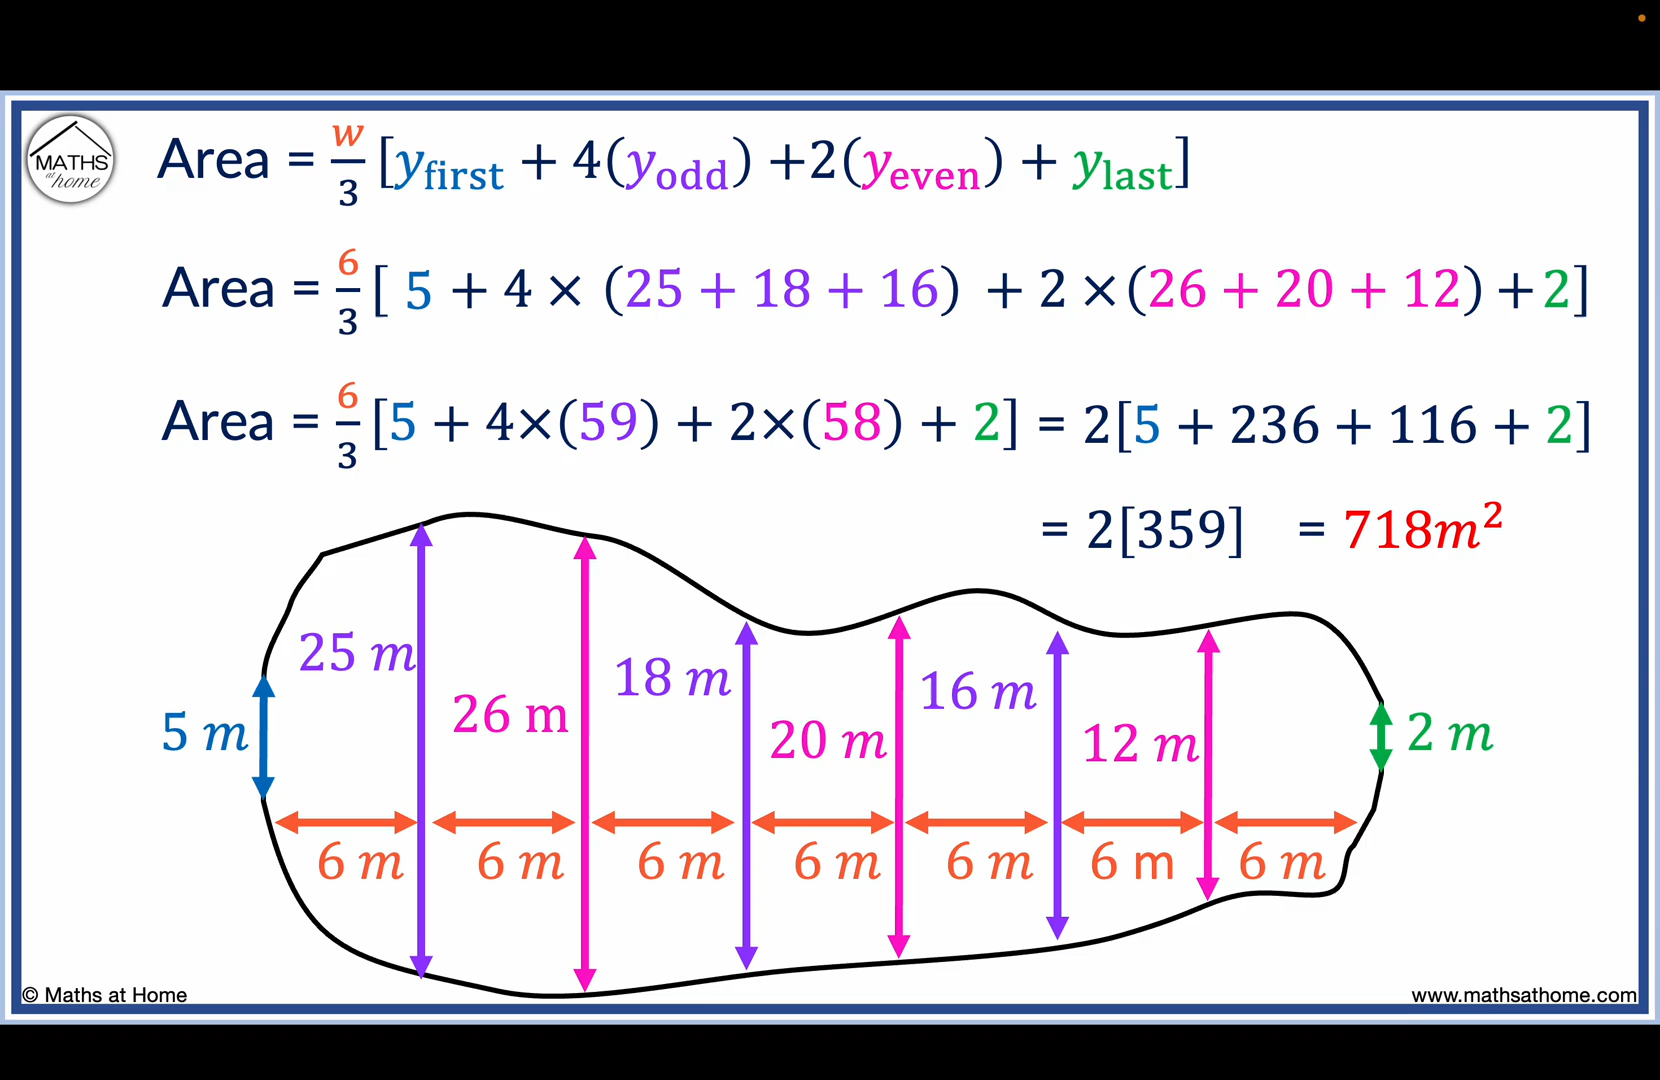 MATHS
at
home
Area = w/3 [y_first + 4(y_odd) +2(y_even) + y_last]
Area = 6/3 [ 5 + 4 × (25 + 18 + 16) + 2 ×(26 + 20 + 12) + 2]
Area = 6/3 [5 + 4×(59) + 2×(58) + 2] = 2[5 + 236 + 116 + 2]
= 2[359] = 718m²
25 m
18 m
16 m
26 m
5 m
20 m
12 m
2 m
6 m 6 m 6 m 6 m 6 m 6 m 6 m
© Maths at Home
www.mathsathome.com